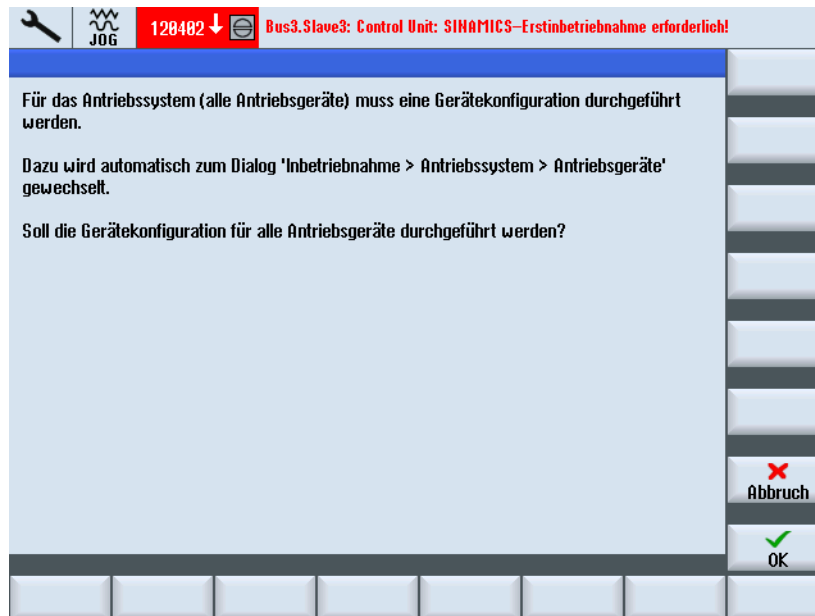 JOG
120402
Bus3.Slave3: Control Unit: SINAMICS-Erstinbetriebnahme erforderlich!
Für das Antriebssystem (alle Antriebsgeräte) muss eine Gerätekonfiguration durchgeführt
werden.
Dazu wird automatisch zum Dialog 'Inbetriebnahme > Antriebssystem > Antriebsgeräte'
gewechselt.
Soll die Gerätekonfiguration für alle Antriebsgeräte durchgeführt werden?
Abbruch
OK